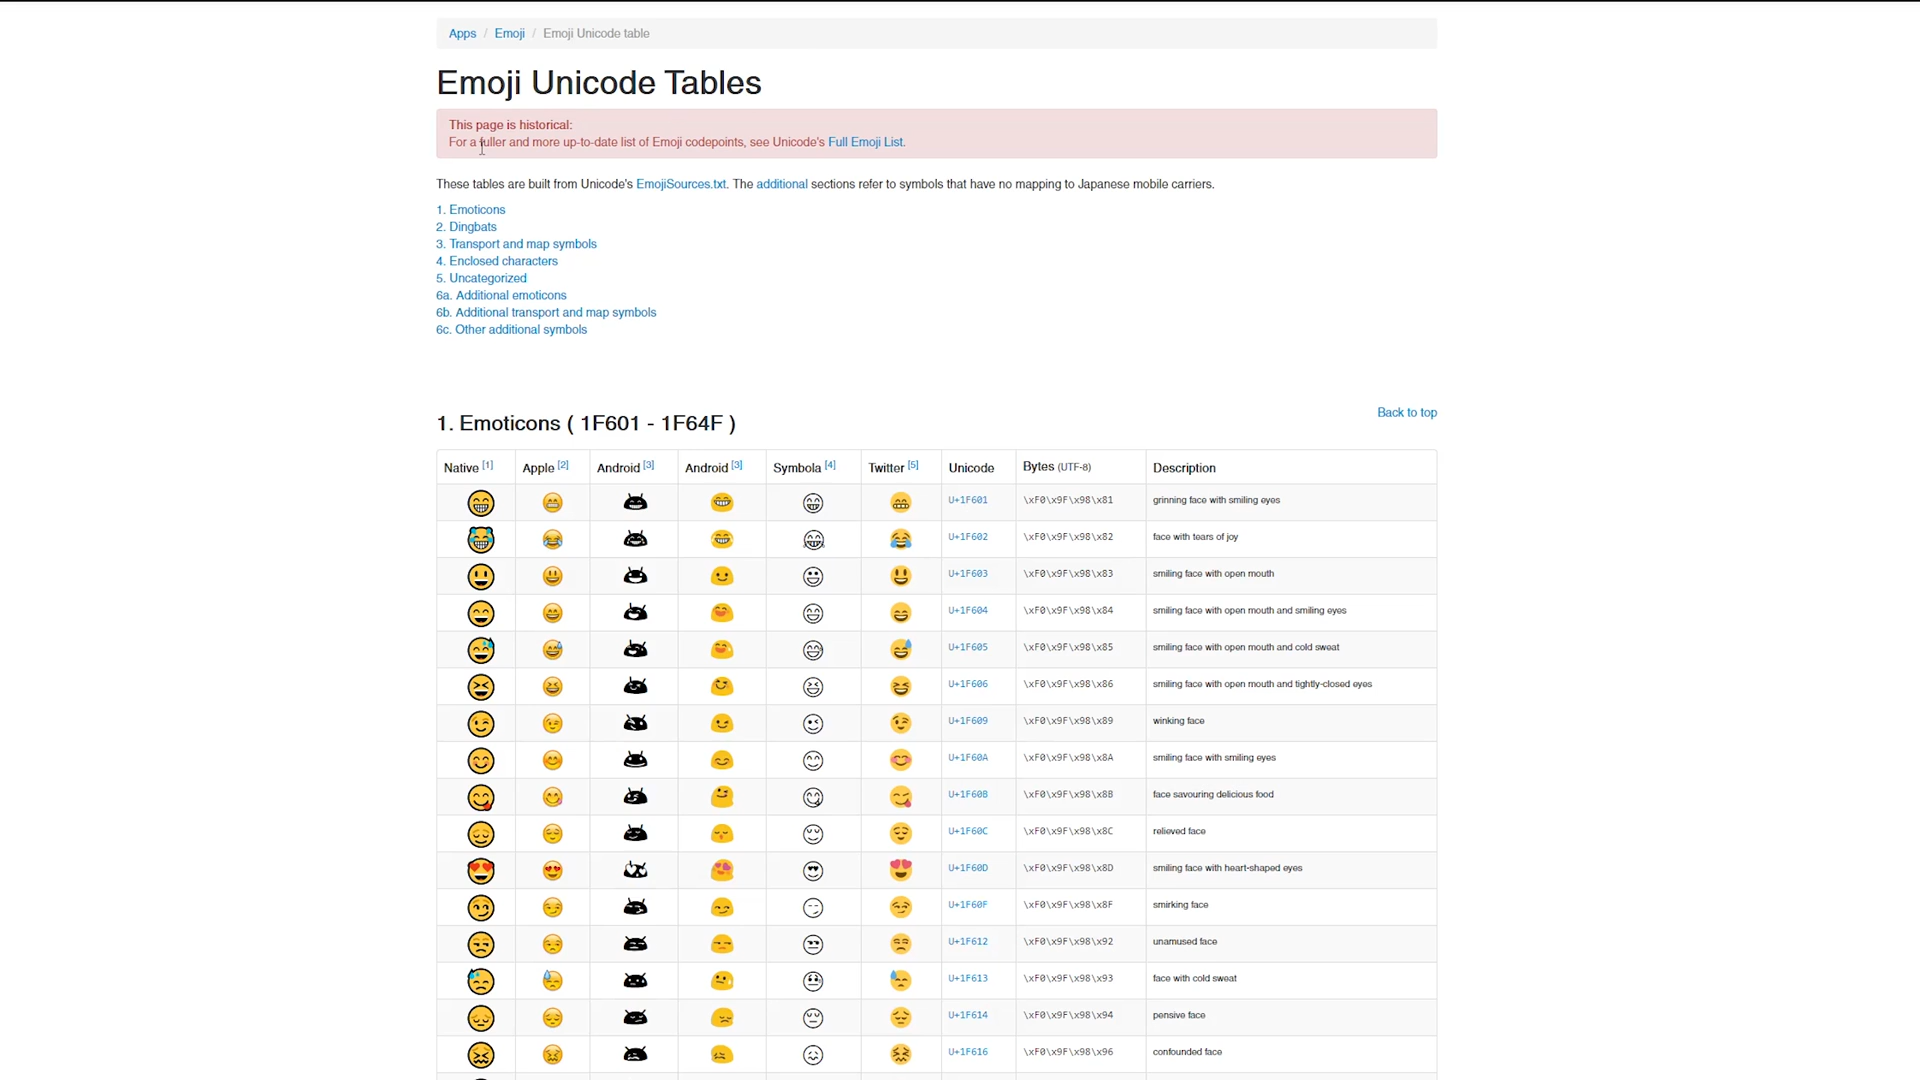 Apps / Emoji / Emoji Unicode table
Emoji Unicode Tables
This page is historical:
For a fuller and more up-to-date list of Emoji codepoints, see Unicode's Full Emoji List.
These tables are built from Unicode's EmojiSources.txt. The additional sections refer to symbols that have no mapping to Japanese mobile carriers.
1. Emoticons
2. Dingbats
3. Transport and map symbols
4. Enclosed characters
5. Uncategorized
6a. Additional emoticons
6b. Additional transport and map symbols
6c. Other additional symbols
Back to top
1. Emoticons ( 1F601 - 1F64F )
Native [1] Apple [2] Android [3] Android [3] Symbola [4] Twitter [5] Unicode Bytes (UTF-8) Description
U+1F601 \xF0\x9F\x98\x81 grinning face with smiling eyes
U+1F602 \xF0\x9F\x98\x82 face with tears of joy
U+1F603 \xF0\x9F\x98\x83 smiling face with open mouth
U+1F604 \xF0\x9F\x98\x84 smiling face with open mouth and smiling eyes
U+1F605 \xF0\x9F\x98\x85 smiling face with open mouth and cold sweat
U+1F606 \xF0\x9F\x98\x86 smiling face with open mouth and tightly-closed eyes
U+1F609 \xF0\x9F\x98\x89 winking face
U+1F60A \xF0\x9F\x98\x8A smiling face with smiling eyes
U+1F60B \xF0\x9F\x98\x8B face savouring delicious food
U+1F60C \xF0\x9F\x98\x8C relieved face
U+1F60D \xF0\x9F\x98\x8D smiling face with heart-shaped eyes
U+1F60F \xF0\x9F\x98\x8F smirking face
U+1F612 \xF0\x9F\x98\x92 unamused face
U+1F613 \xF0\x9F\x98\x93 face with cold sweat
U+1F614 \xF0\x9F\x98\x94 pensive face
U+1F616 \xF0\x9F\x98\x96 confounded face